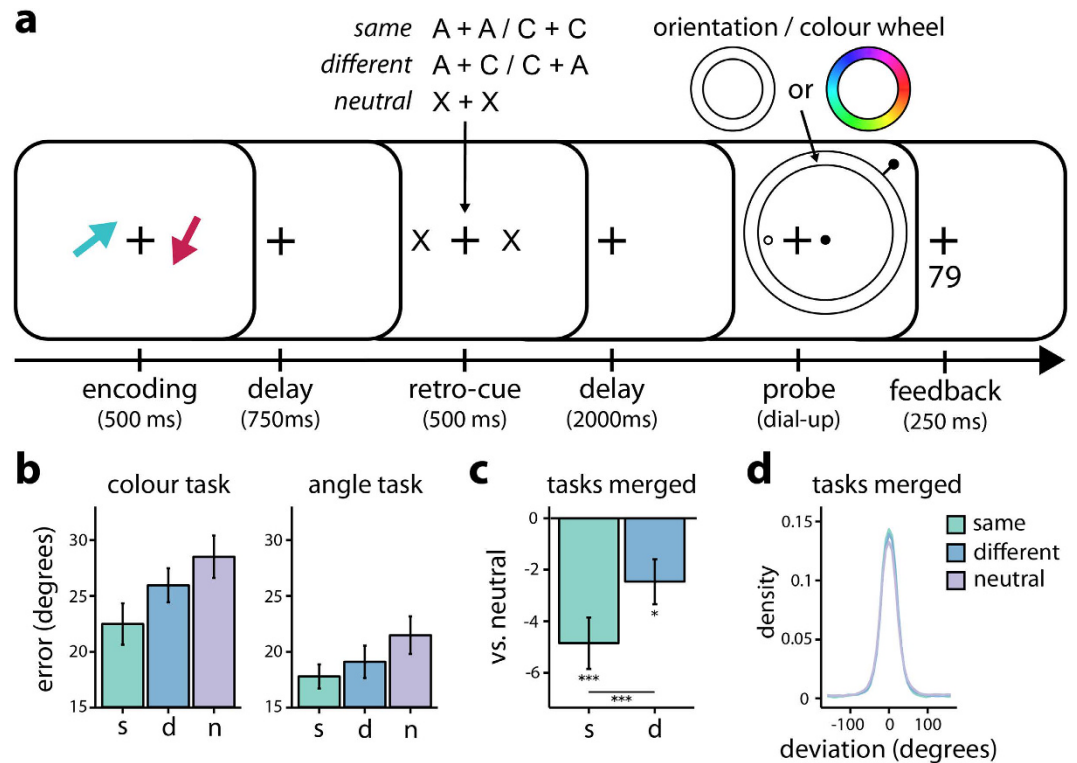 a
same A + A / C + C
different A + C / C + A
neutral X + X
orientation / colour wheel
or
X + X
79
encoding
(500 ms)
delay
(750ms)
retro-cue
(500 ms)
delay
(2000ms)
probe
(dial-up)
feedback
(250 ms)
b
colour task
error (degrees)
30
25
20
15
s d n
angle task
30
25
20
15
s d n
c
tasks merged
vs. neutral
0
-2
-4
-6
***
*
***
s d
d
tasks merged
density
0.15
0.1
0.05
0
-100 0 100
deviation (degrees)
same
different
neutral